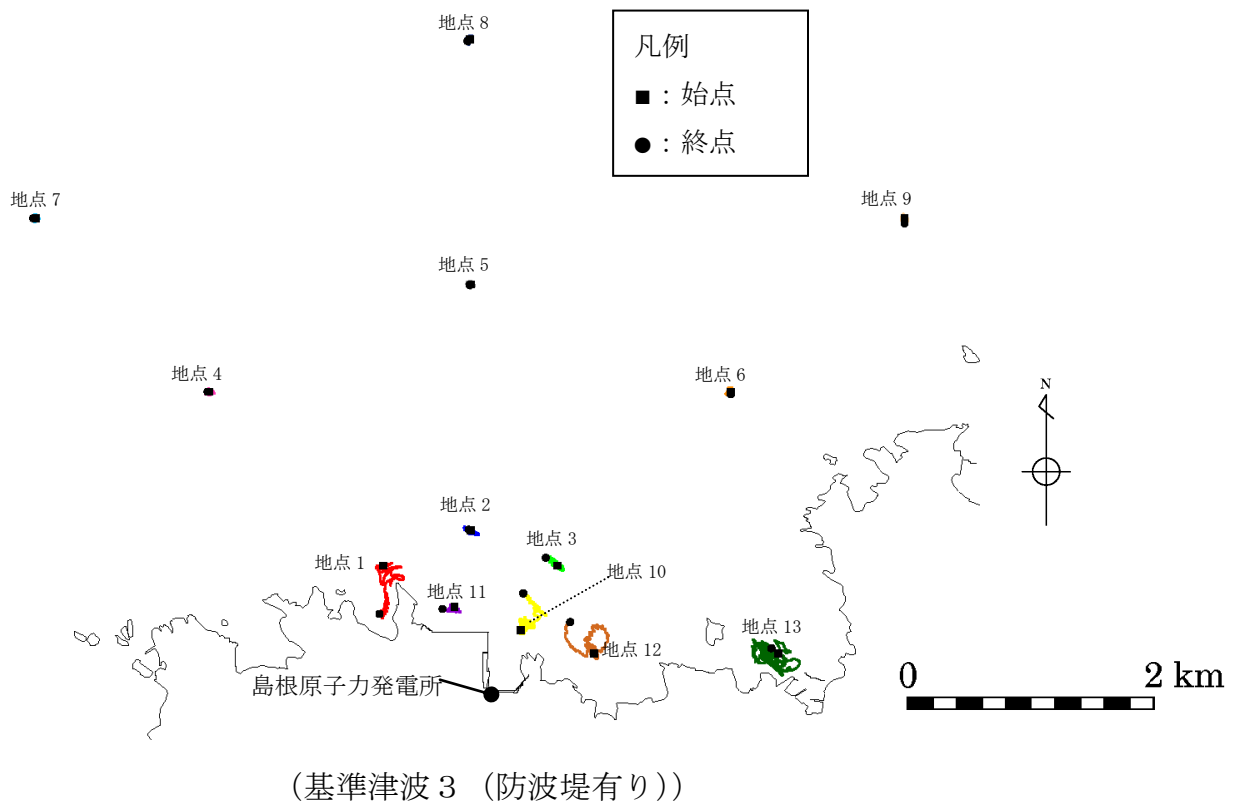 地点 8
凡例
■：始点
●：終点
地点 7
地点 9
地点 5
地点 4
地点 6
N
地点 2
地点 3
地点 1
地点 10
地点 11
地点 13
地点 12
島根原子力発電所
0 2 km
(基準津波３（防波堤有り))